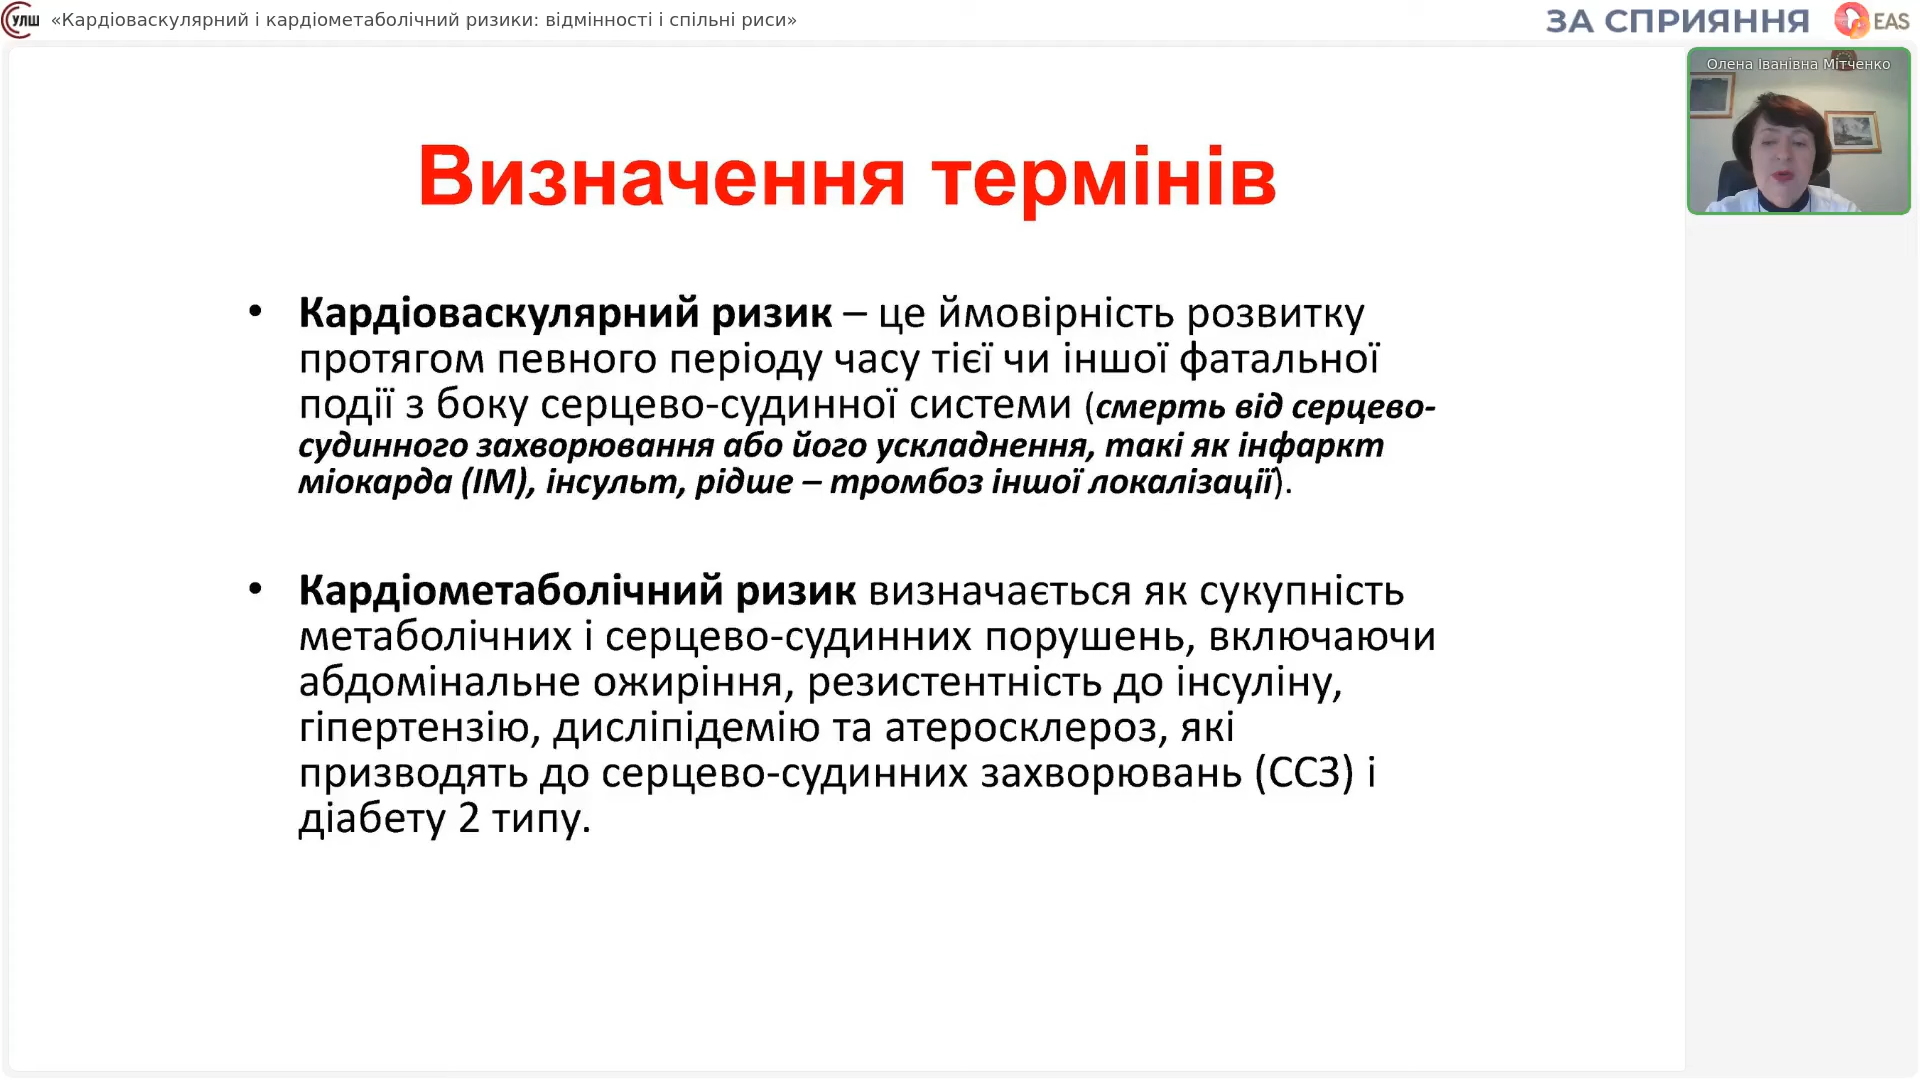 УЛШ «Кардіоваскулярний і кардіометаболічний ризики: відмінності і спільні риси»
ЗА СПРИЯННЯ EAS
Олена Іванівна Мітченко
Визначення термінів
• Кардіоваскулярний ризик – це ймовірність розвитку
протягом певного періоду часу тієї чи іншої фатальної
події з боку серцево-судинної системи (смерть від серцево-
судинного захворювання або його ускладнення, такі як інфаркт
міокарда (ІМ), інсульт, рідше – тромбоз іншої локалізації).
• Кардіометаболічний ризик визначається як сукупність
метаболічних і серцево-судинних порушень, включаючи
абдомінальне ожиріння, резистентність до інсуліну,
гіпертензію, дисліпідемію та атеросклероз, які
призводять до серцево-судинних захворювань (ССЗ) і
діабету 2 типу.